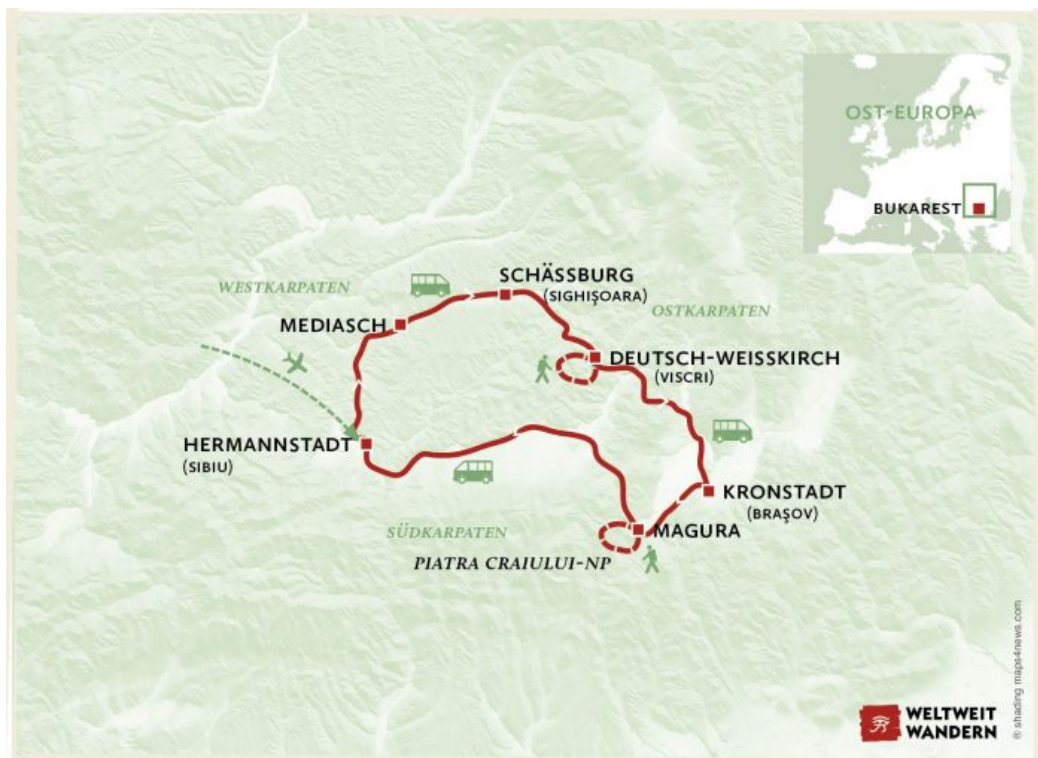 OST-EUROPA
BUKAREST
SCHÄSSBURG
(SIGHIŞOARA)
WESTKARPATEN
OSTKARPATEN
MEDIASCH
DEUTSCH-WEISSKIRCH
(VISCRI)
HERMANNSTADT
(SIBIU)
KRONSTADT
(BRAŞOV)
SÜDKARPATEN
MAGURA
PIATRA CRAIULUI-NP
WELTWEIT
WANDERN
© shading maps4news.com